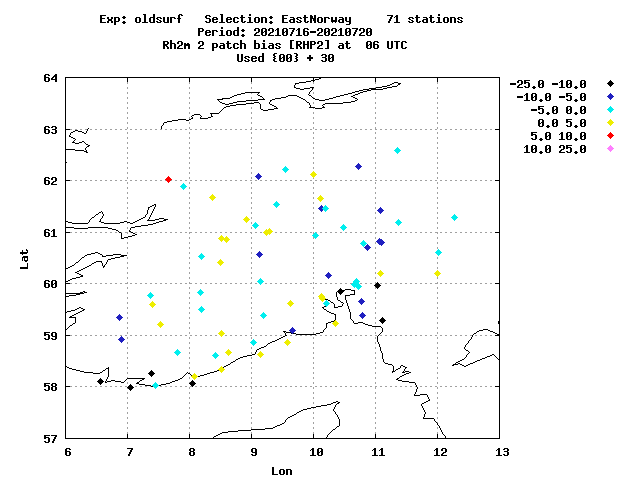 Exp: oldsurf Selection: EastNorway 71 stations
Period: 20210716-20210720
Rh2m 2 patch bias [RHP2] at 06 UTC
Used {00} + 30
-25.0 -10.0
-10.0 -5.0
-5.0 0.0
0.0 5.0
5.0 10.0
10.0 25.0
64
63
62
61
60
59
58
57
Lat
6 7 8 9 10 11 12 13
Lon